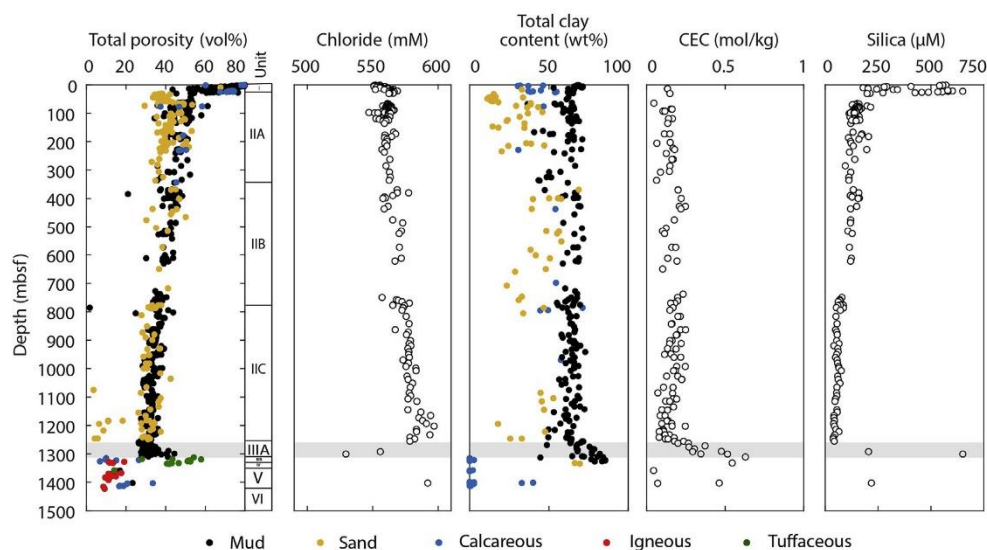 Total porosity (vol%)
Unit
Chloride (mM)
Total clay
content (wt%)
CEC (mol/kg)
Silica (μM)
0 20 40 60 80
500 550 600
0 50 100
0 0.5 1
0 250 500 750
Depth (mbsf)
0
100
200
300
400
500
600
700
800
900
1000
1100
1200
1300
1400
1500
IIA
IIB
IIC
IIIA
V
VI
Mud Sand Calcareous Igneous Tuffaceous